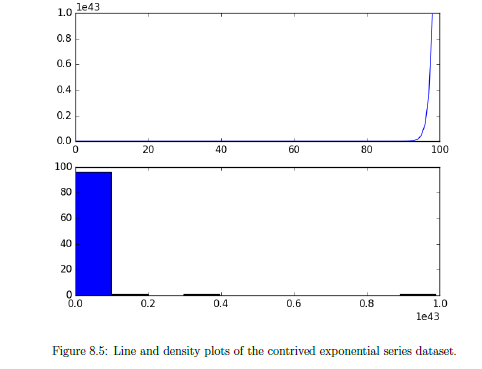 1e43
1.0
0.8
0.6
0.4
0.2
0.0
0 20 40 60 80 100
100
80
60
40
20
0
0.0 0.2 0.4 0.6 0.8 1.0
1e43
Figure 8.5: Line and density plots of the contrived exponential series dataset.